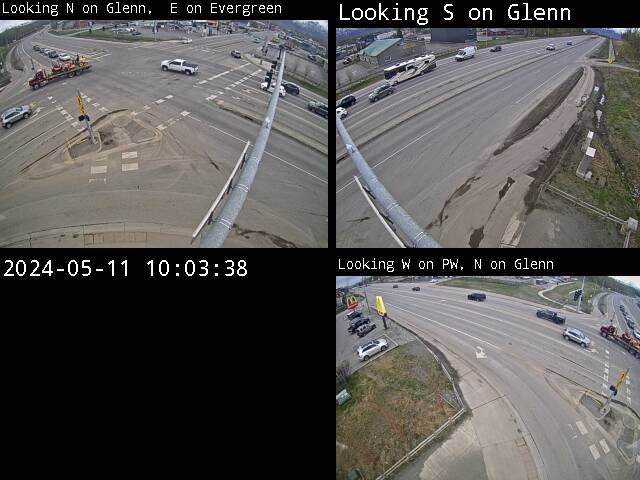 Looking N on Glenn,  E on Evergreen
Looking S on Glenn
2024-05-11 10:03:38
Looking W on PW, N on Glenn